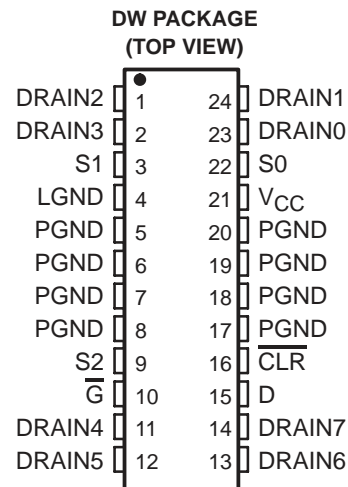 DW PACKAGE
(TOP VIEW)
DRAIN2 1 24 DRAIN1
DRAIN3 2 23 DRAIN0
S1 3 22 S0
LGND 4 21 VCC
PGND 5 20 PGND
PGND 6 19 PGND
PGND 7 18 PGND
PGND 8 17 PGND
S2 9 16 C̅L̅R̅
G̅ 10 15 D
DRAIN4 11 14 DRAIN7
DRAIN5 12 13 DRAIN6